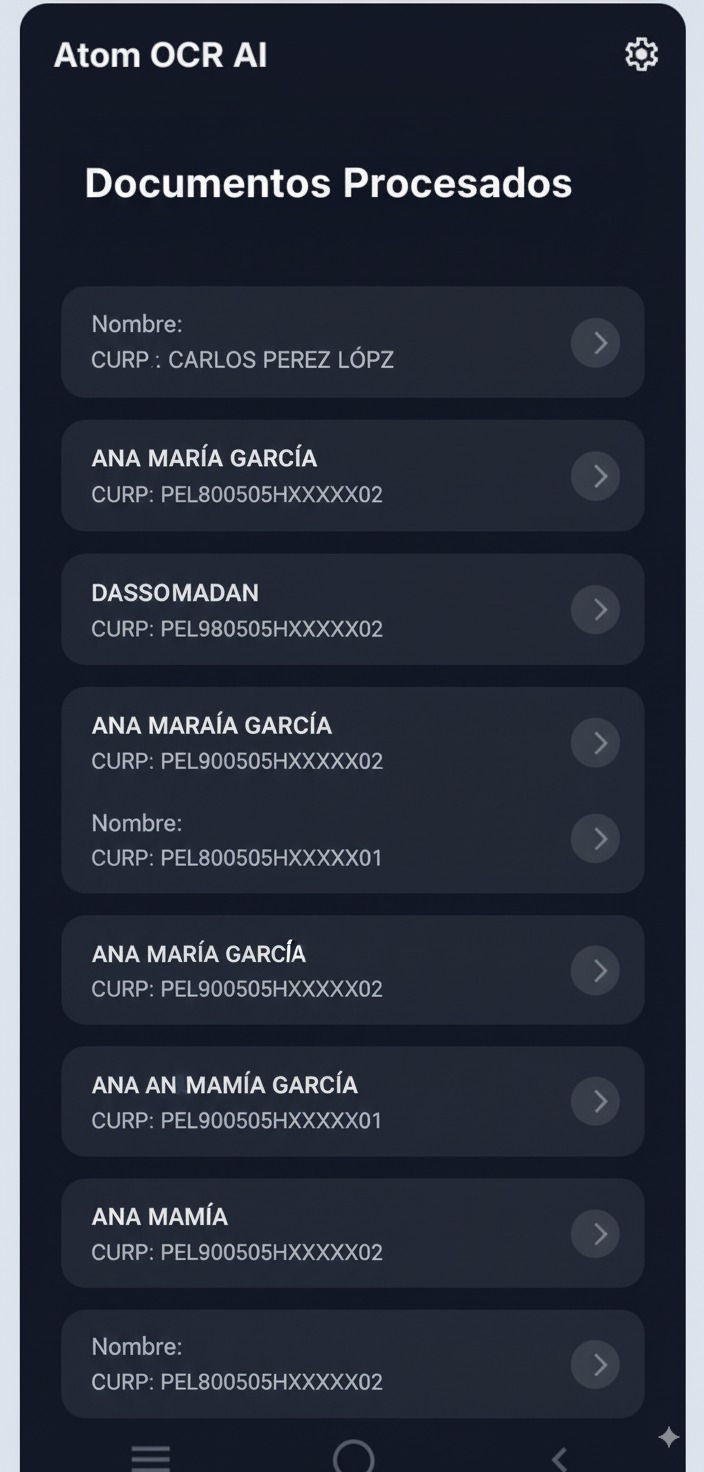 Atom OCR AI
Documentos Procesados
Nombre:
CURP.: CARLOS PEREZ LÓPZ
ANA MARÍA GARCÍA
CURP: PEL800505HXXXXX02
DASSOMADAN
CURP: PEL980505HXXXXX02
ANA MARAÍA GARCÍA
CURP: PEL900505HXXXXX02
Nombre:
CURP: PEL800505HXXXXX01
ANA MARÍA GARCÍA
CURP: PEL900505HXXXXX02
ANA AN MAMÍA GARCÍA
CURP: PEL900505HXXXXX01
ANA MAMÍA
CURP: PEL900505HXXXXX02
Nombre:
CURP: PEL800505HXXXXX02